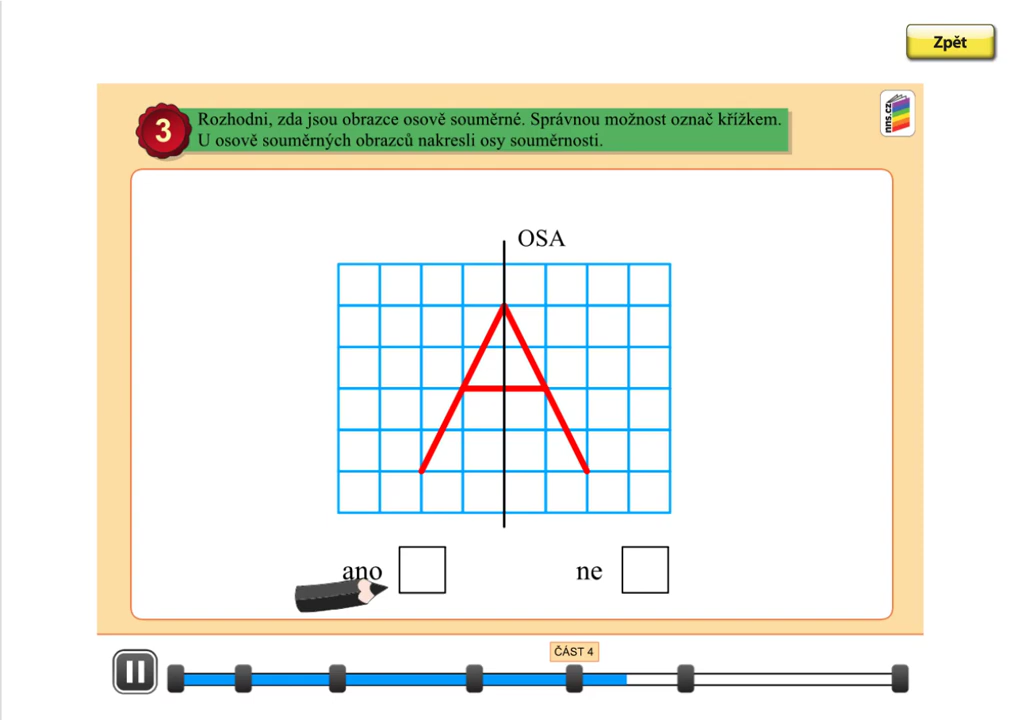 Zpět
3
Rozhodni, zda jsou obrazce osově souměrné. Správnou možnost označ křížkem.
U osově souměrných obrazců nakresli osy souměrnosti.
nns.cz
OSA
A
ano
ne
ČÁST 4